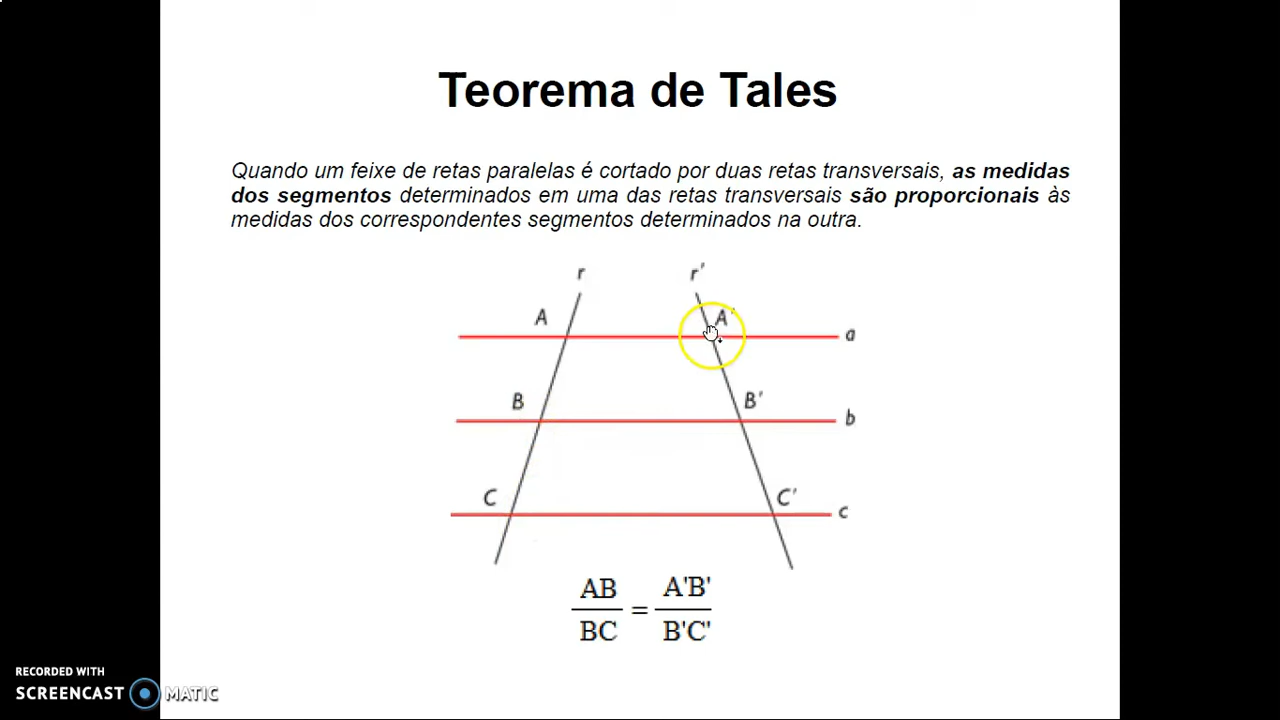 Teorema de Tales
Quando um feixe de retas paralelas é cortado por duas retas transversais, as medidas
dos segmentos determinados em uma das retas transversais são proporcionais às
medidas dos correspondentes segmentos determinados na outra.
r r'
A A' a
B B' b
C C' c
AB/BC = A'B'/B'C'
RECORDED WITH
SCREENCAST MATIC